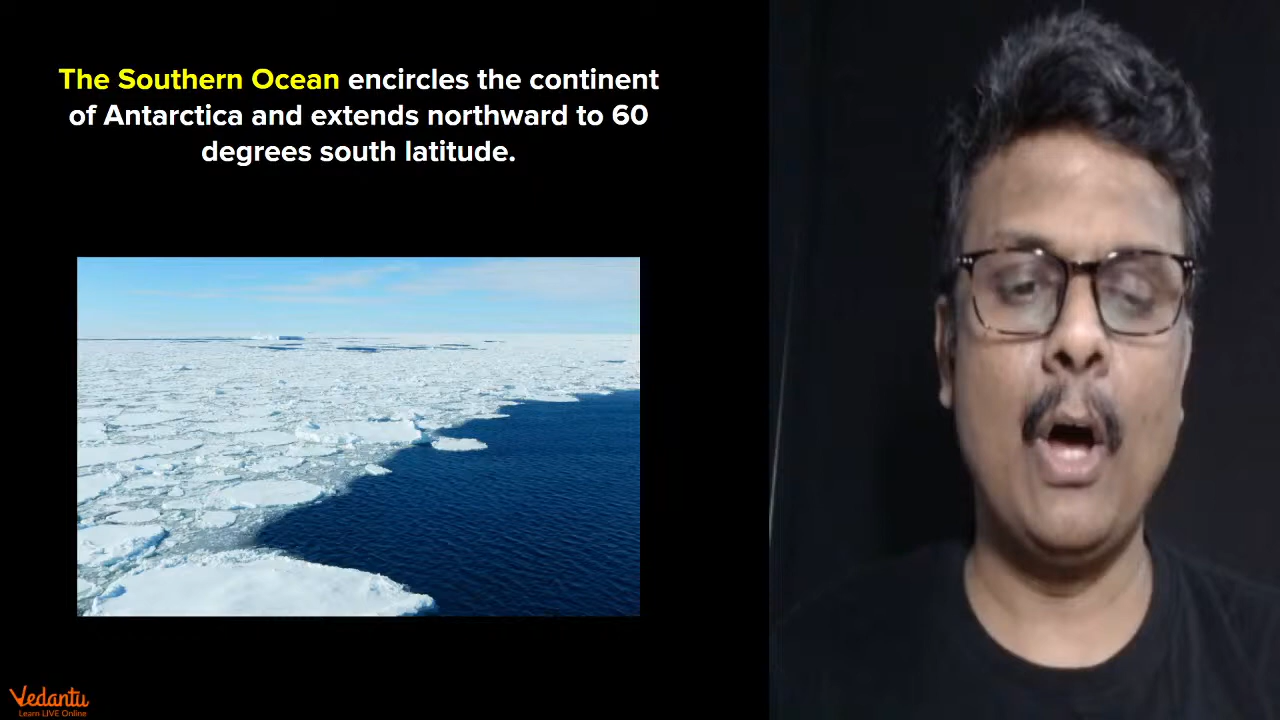 The Southern Ocean encircles the continent
of Antarctica and extends northward to 60
degrees south latitude.
Vedantu
Learn LIVE Online